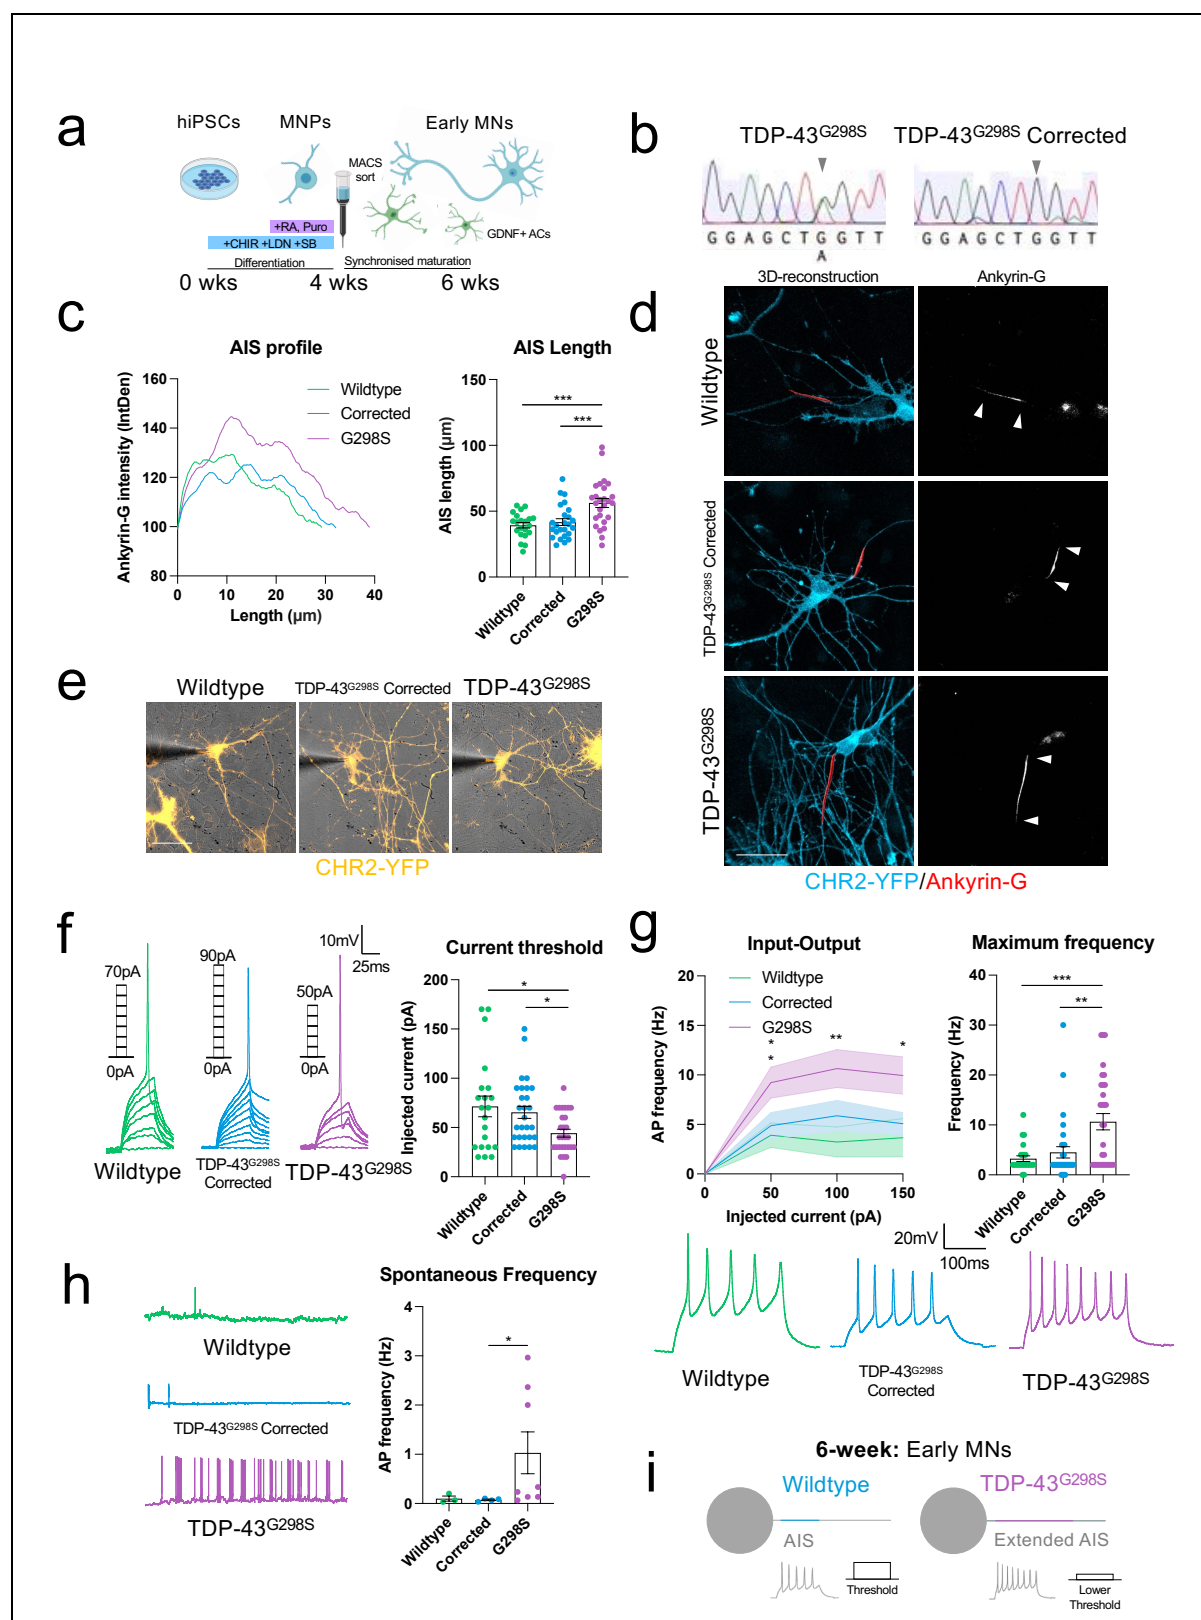 a
hiPSCs
MNPs
Early MNs
MACS
sort
+RA, Puro
+CHIR +LDN +SB
GDNF+ ACs
Differentiation
Synchronised maturation
0 wks
4 wks
6 wks
b
TDP-43G298S
TDP-43G298S Corrected
G G A G C T G G T T
A
G G A G C T G G T T
c
AIS profile
Ankyrin-G intensity (IntDen)
160
140
120
100
80
0
10
20
30
40
Length (µm)
Wildtype
Corrected
G298S
AIS Length
AIS length (µm)
150
100
50
0
***
***
Wildtype
Corrected
G298S
d
3D-reconstruction
Ankyrin-G
Wildtype
TDP-43G298S Corrected
TDP-43G298S
CHR2-YFP/Ankyrin-G
e
Wildtype
TDP-43G298S Corrected
TDP-43G298S
CHR2-YFP
f
70pA
0pA
Wildtype
90pA
0pA
TDP-43G298S
Corrected
10mV
25ms
50pA
0pA
TDP-43G298S
Current threshold
Injected current (pA)
200
150
100
50
0
*
*
Wildtype
Corrected
G298S
g
Input-Output
AP frequency (Hz)
20
15
10
5
0
Wildtype
Corrected
G298S
*
*
**
*
0
50
100
150
Injected current (pA)
Maximum frequency
Frequency (Hz)
40
30
20
10
0
***
**
Wildtype
Corrected
G298S
20mV
100ms
Wildtype
TDP-43G298S
Corrected
TDP-43G298S
h
Wildtype
TDP-43G298S Corrected
TDP-43G298S
Spontaneous Frequency
AP frequency (Hz)
4
3
2
1
0
*
Wildtype
Corrected
G298S
i
6-week: Early MNs
Wildtype
AIS
Threshold
TDP-43G298S
Extended AIS
Lower
Threshold